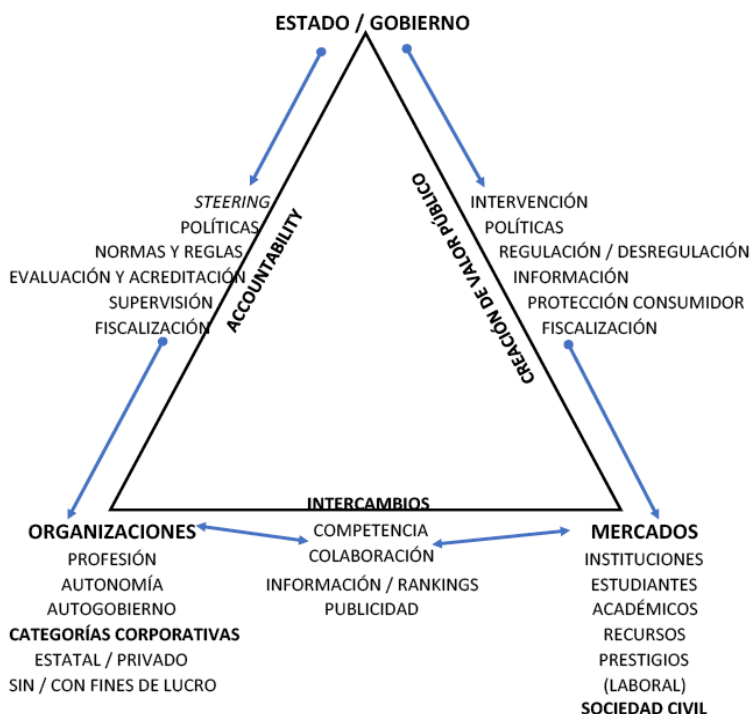 ESTADO / GOBIERNO
STEERING
POLÍTICAS
NORMAS Y REGLAS
EVALUACIÓN Y ACREDITACIÓN
SUPERVISIÓN
FISCALIZACIÓN
ACCOUNTABILITY
CREACIÓN DE VALOR PÚBLICO
INTERVENCIÓN
POLÍTICAS
REGULACIÓN / DESREGULACIÓN
INFORMACIÓN
PROTECCIÓN CONSUMIDOR
FISCALIZACIÓN
ORGANIZACIONES
PROFESIÓN
AUTONOMÍA
AUTOGOBIERNO
CATEGORÍAS CORPORATIVAS
ESTATAL / PRIVADO
SIN / CON FINES DE LUCRO
INTERCAMBIOS
COMPETENCIA
COLABORACIÓN
INFORMACIÓN / RANKINGS
PUBLICIDAD
MERCADOS
INSTITUCIONES
ESTUDIANTES
ACADÉMICOS
RECURSOS
PRESTIGIOS
(LABORAL)
SOCIEDAD CIVIL